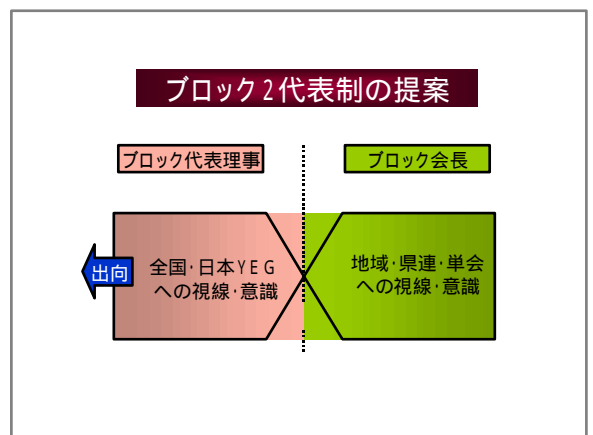 ブロック2代表制の提案
ブロック代表理事
ブロック会長
出向
全国・日本YEG
への視線・意識
地域・県連・単会
への視線・意識